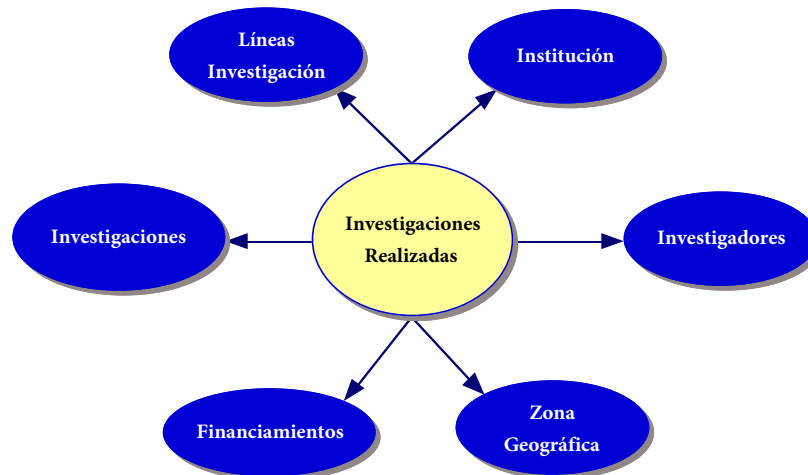 Líneas
Investigación
Institución
Investigaciones
Investigaciones
Realizadas
Investigadores
Financiamientos
Zona
Geográfica